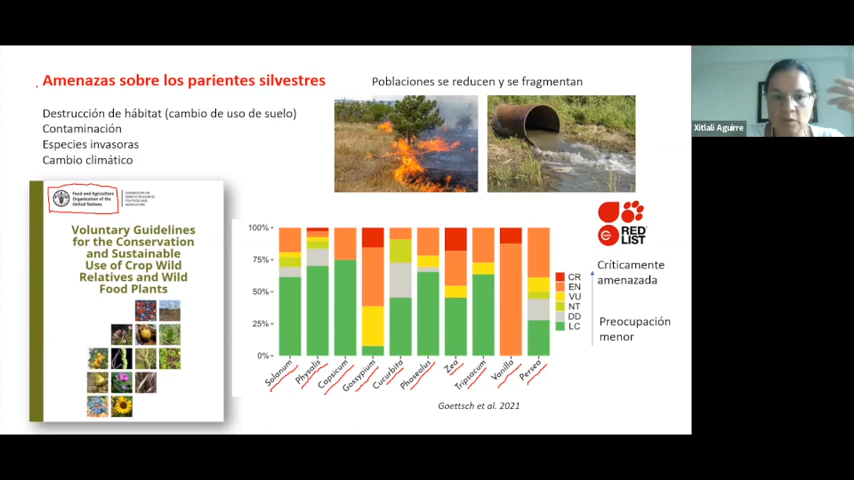 Amenazas sobre los parientes silvestres
Destrucción de hábitat (cambio de uso de suelo)
Contaminación
Especies invasoras
Cambio climático
Poblaciones se reducen y se fragmentan
Xitlali Aguirre
Food and Agriculture
Organization of the
United Nations
COMMISSION ON
GENETIC RESOURCES
FOR FOOD AND
AGRICULTURE
Voluntary Guidelines
for the Conservation
and Sustainable
Use of Crop Wild
Relatives and Wild
Food Plants
100%
75%
50%
25%
0%
Solanum
Physalis
Capsicum
Gossypium
Cucurbita
Phaseolus
Zea
Tripsacum
Vanilla
Persea
CR
EN
VU
NT
DD
LC
RED
LIST
Críticamente
amenazada
Preocupación
menor
Goettsch et al. 2021